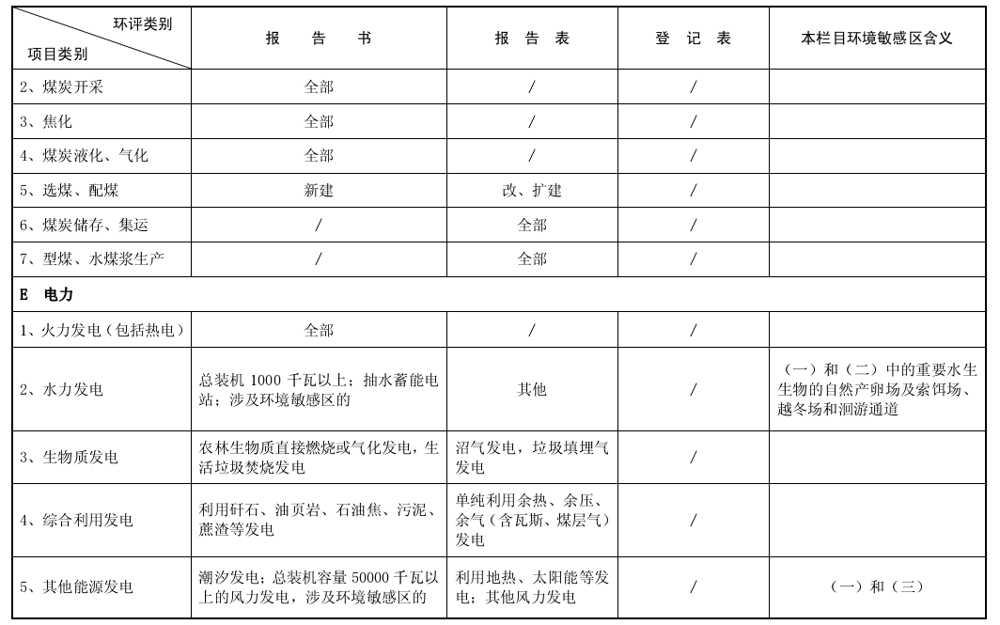 环评类别
项目类别
报 告 书
报 告 表
登 记 表
本栏目环境敏感区含义
2、煤炭开采
全部
/
/
3、焦化
全部
/
/
4、煤炭液化、气化
全部
/
/
5、选煤、配煤
新建
改、扩建
/
6、煤炭储存、集运
/
全部
/
7、型煤、水煤浆生产
/
全部
/
E 电力
1、火力发电（包括热电）
全部
/
/
2、水力发电
总装机 1000 千瓦以上；抽水蓄能电
站；涉及环境敏感区的
其他
/
（一）和（二）中的重要水生
生物的自然产卵场及索饵场、
越冬场和洄游通道
3、生物质发电
农林生物质直接燃烧或气化发电，生
活垃圾焚烧发电
沼气发电，垃圾填埋气
发电
/
4、综合利用发电
利用矸石、油页岩、石油焦、污泥、
蔗渣等发电
单纯利用余热、余压、
余气（含瓦斯、煤层气）
发电
/
5、其他能源发电
潮汐发电；总装机容量 50000 千瓦以
上的风力发电，涉及环境敏感区的
利用地热、太阳能等发
电；其他风力发电
/
（一）和（三）